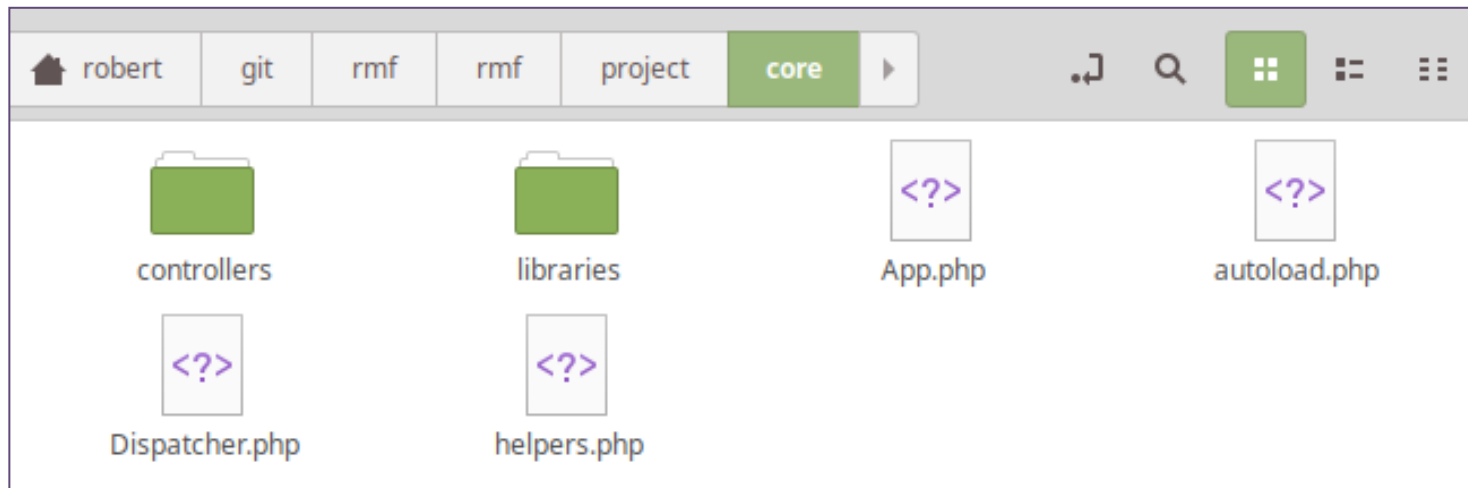 robert git rmf rmf project core
<?> <?>
controllers libraries App.php autoload.php
<?> <?>
Dispatcher.php helpers.php